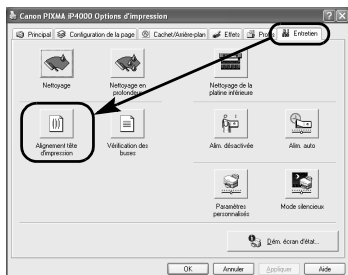 Canon PIXMA iP4000 Options d'impression
Principal Configuration de la page Cachet/Arrière-plan Effets Profils Entretien
Nettoyage
Nettoyage en profondeur
Nettoyage de la platine inférieure
Alignement tête d'impression
Vérification des buses
Alim. désactivée
Alim. auto
Paramètres personnalisés
Mode silencieux
Dém. écran d'état...
OK Annuler Appliquer Aide